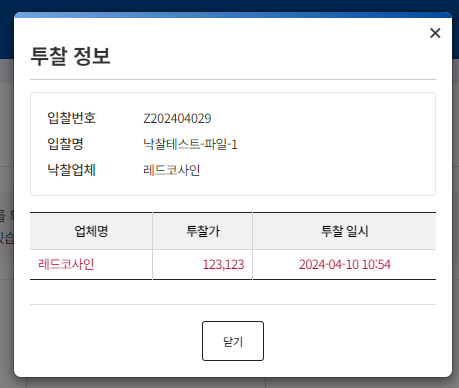 투찰 정보
입찰번호 Z202404029
입찰명 낙찰테스트-파일-1
낙찰업체 레드코사인
업체명 투찰가 투찰 일시
레드코사인 123,123 2024-04-10 10:54
닫기